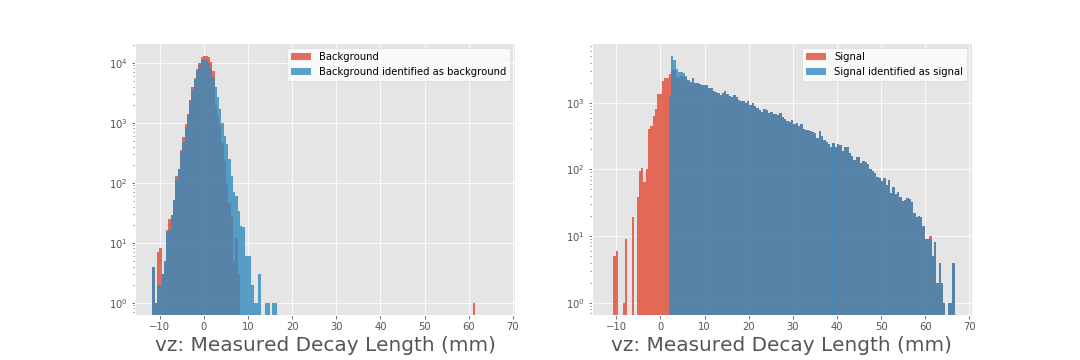 Background
Background identified as background
10⁴
10³
10²
10¹
10⁰
−10 0 10 20 30 40 50 60 70
vz: Measured Decay Length (mm)
Signal
Signal identified as signal
10³
10²
10¹
10⁰
−10 0 10 20 30 40 50 60 70
vz: Measured Decay Length (mm)